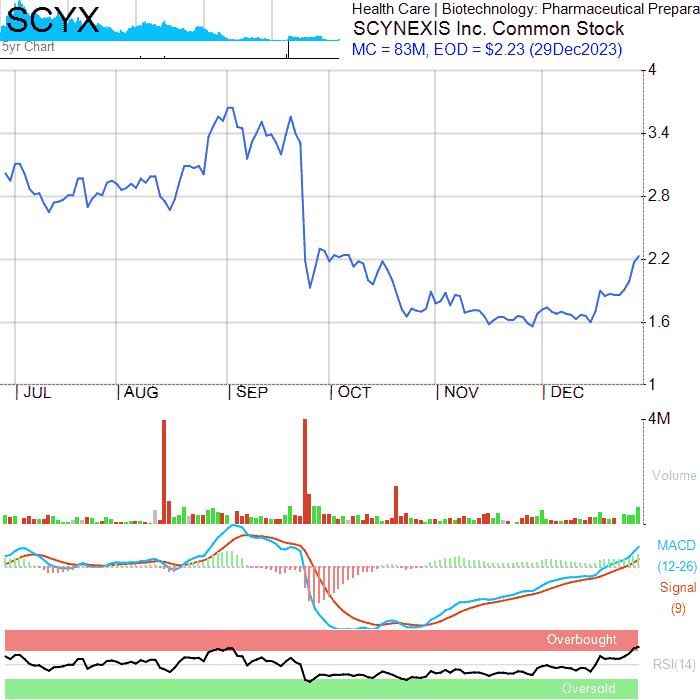 SCYX
5yr Chart
Health Care | Biotechnology: Pharmaceutical Prepara
SCYNEXIS Inc. Common Stock
MC = 83M, EOD = $2.23 (29Dec2023)
4
3.4
2.8
2.2
1.6
1
JUL AUG SEP OCT NOV DEC
4M
Volume
MACD
(12-26)
Signal
(9)
Overbought
RSI(14)
Oversold